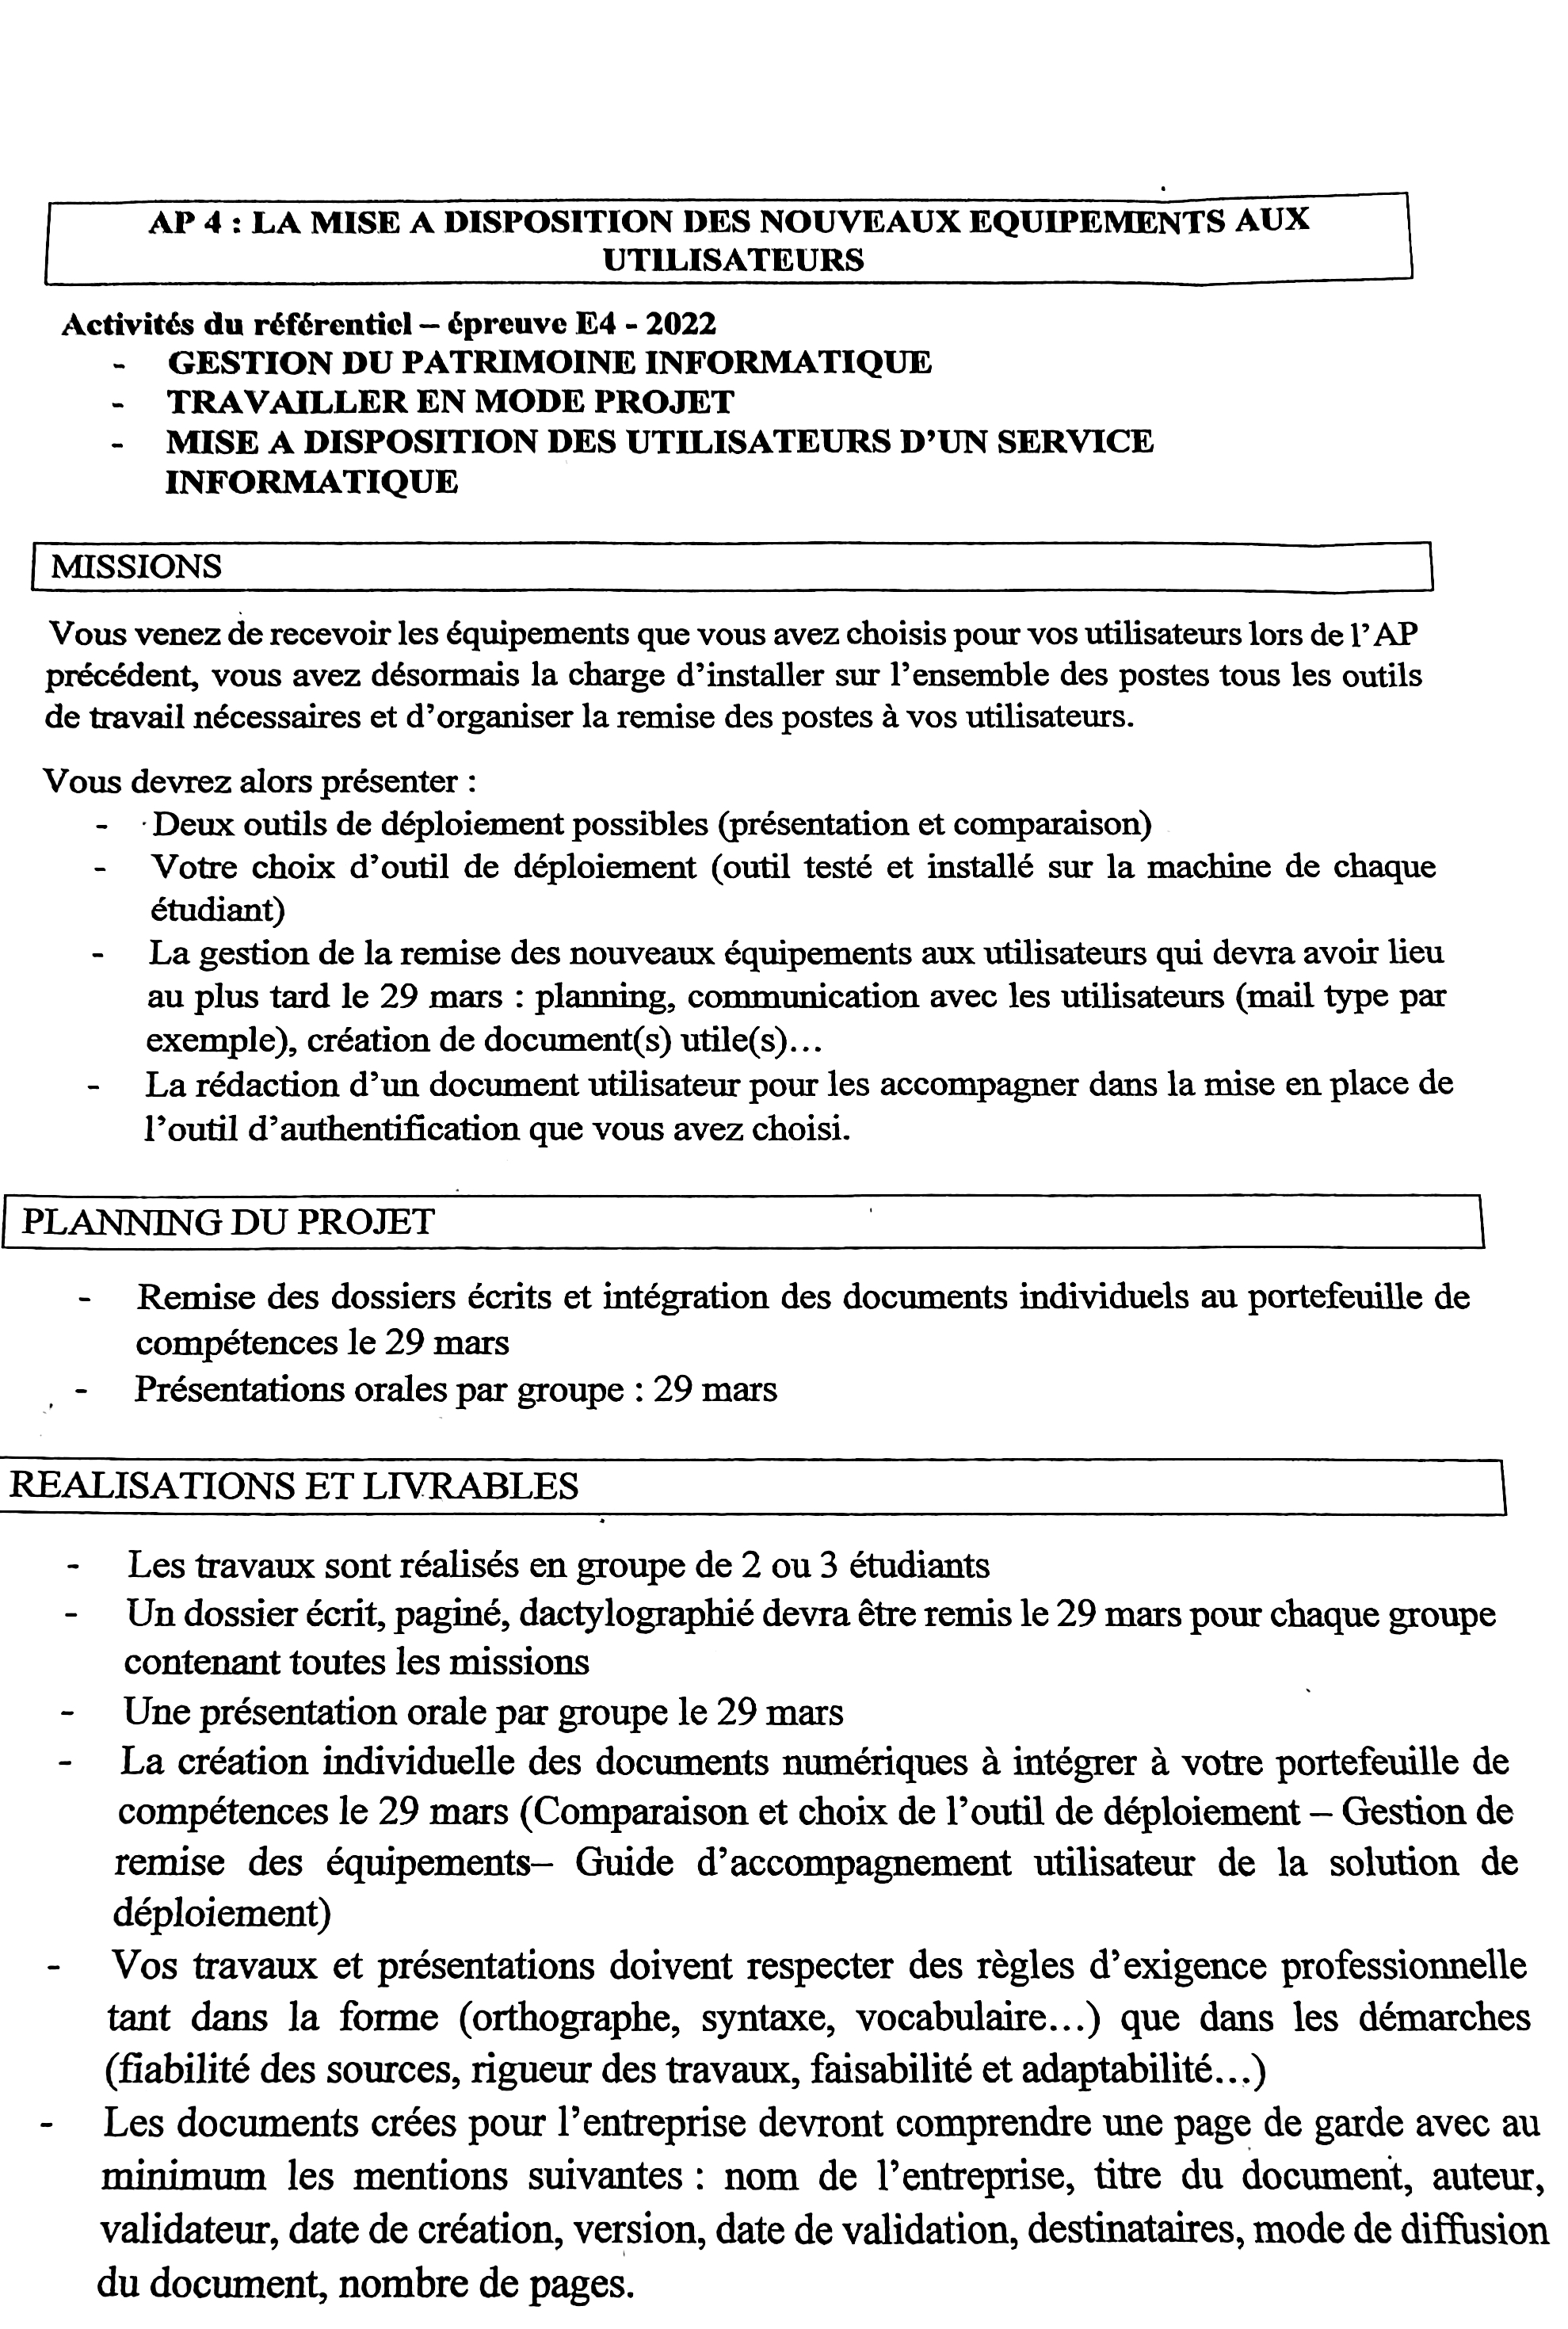 AP 4 : LA MISE A DISPOSITION DES NOUVEAUX EQUIPEMENTS AUX
UTILISATEURS
Activités du référentiel – épreuve E4 - 2022
- GESTION DU PATRIMOINE INFORMATIQUE
- TRAVAILLER EN MODE PROJET
- MISE A DISPOSITION DES UTILISATEURS D'UN SERVICE
INFORMATIQUE
MISSIONS
Vous venez de recevoir les équipements que vous avez choisis pour vos utilisateurs lors de l'AP
précédent, vous avez désormais la charge d'installer sur l'ensemble des postes tous les outils
de travail nécessaires et d'organiser la remise des postes à vos utilisateurs.
Vous devrez alors présenter :
- Deux outils de déploiement possibles (présentation et comparaison)
- Votre choix d'outil de déploiement (outil testé et installé sur la machine de chaque
étudiant)
- La gestion de la remise des nouveaux équipements aux utilisateurs qui devra avoir lieu
au plus tard le 29 mars : planning, communication avec les utilisateurs (mail type par
exemple), création de document(s) utile(s)…
- La rédaction d'un document utilisateur pour les accompagner dans la mise en place de
l'outil d'authentification que vous avez choisi.
PLANNING DU PROJET
- Remise des dossiers écrits et intégration des documents individuels au portefeuille de
compétences le 29 mars
- Présentations orales par groupe : 29 mars
REALISATIONS ET LIVRABLES
- Les travaux sont réalisés en groupe de 2 ou 3 étudiants
- Un dossier écrit, paginé, dactylographié devra être remis le 29 mars pour chaque groupe
contenant toutes les missions
- Une présentation orale par groupe le 29 mars
- La création individuelle des documents numériques à intégrer à votre portefeuille de
compétences le 29 mars (Comparaison et choix de l'outil de déploiement – Gestion de
remise des équipements– Guide d'accompagnement utilisateur de la solution de
déploiement)
- Vos travaux et présentations doivent respecter des règles d'exigence professionnelle
tant dans la forme (orthographe, syntaxe, vocabulaire…) que dans les démarches
(fiabilité des sources, rigueur des travaux, faisabilité et adaptabilité…)
- Les documents crées pour l'entreprise devront comprendre une page de garde avec au
minimum les mentions suivantes : nom de l'entreprise, titre du document, auteur,
validateur, date de création, version, date de validation, destinataires, mode de diffusion
du document, nombre de pages.